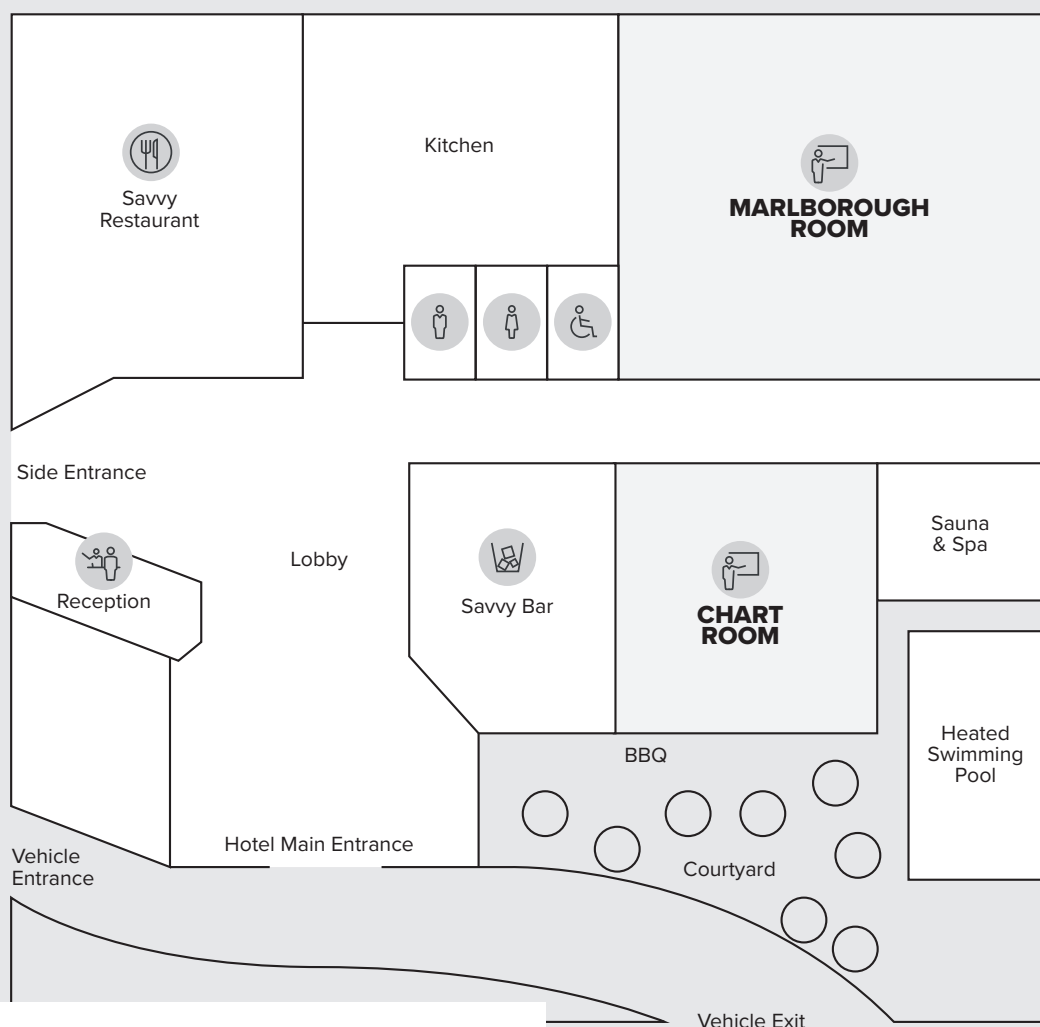 Kitchen
Savvy
Restaurant
MARLBOROUGH
ROOM
Side Entrance
Lobby
Reception
Savvy Bar
CHART
ROOM
Sauna
& Spa
BBQ
Heated
Swimming
Pool
Hotel Main Entrance
Vehicle
Entrance
Courtyard
Vehicle Exit